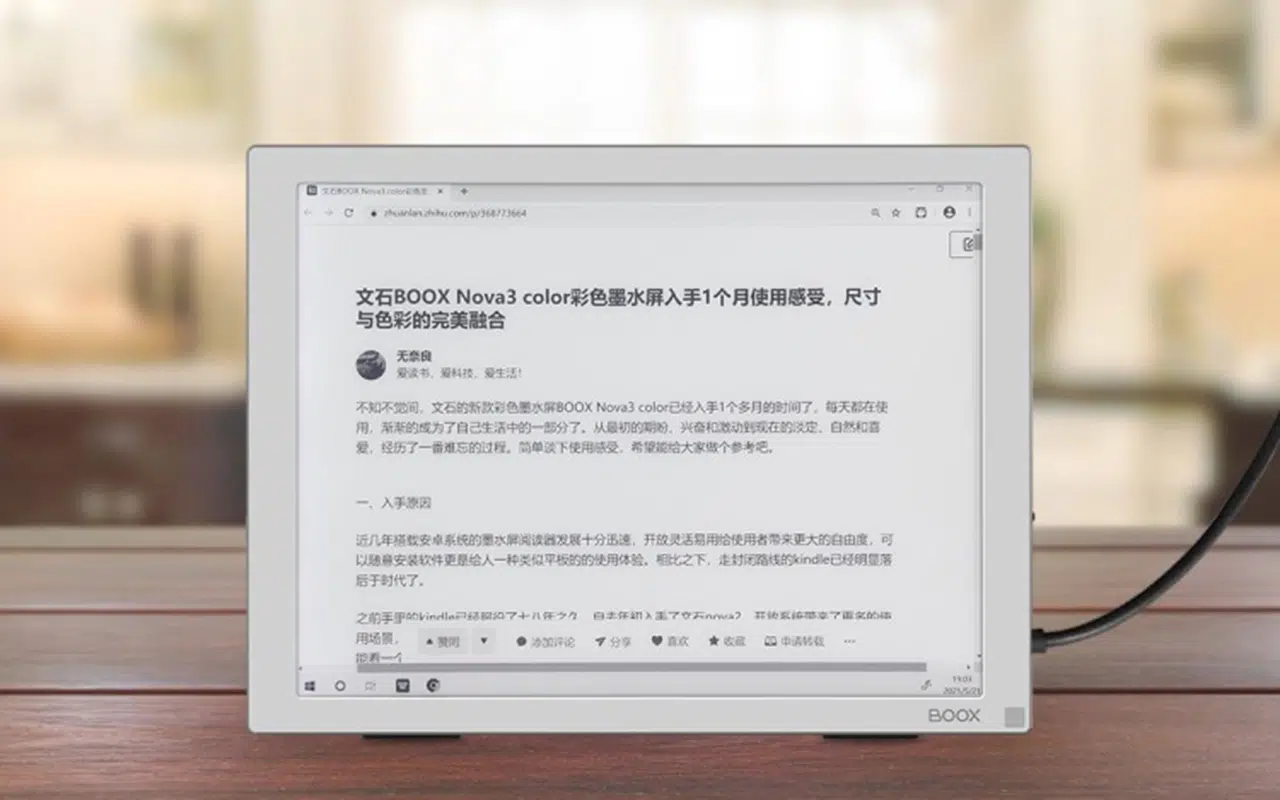 文石BOOX Nova3 color彩色墨
zhuanlan.zhihu.com/p/368773664
文石BOOX Nova3 color彩色墨水屏入手1个月使用感受，尺寸
与色彩的完美融合
无奈良
爱读书、爱科技、爱生活！
不知不觉间，文石的新款彩色墨水屏BOOX Nova3 color已经入手1个多月的时间了，每天都在使
用，渐渐的成为了自己生活中的一部分了。从最初的期盼、兴奋和激动到现在的淡定、自然和喜
爱，经历了一番难忘的过程。简单谈下使用感受，希望能给大家做个参考吧。
一、入手原因
近几年搭载安卓系统的墨水屏阅读器发展十分迅速，开放灵活易用给使用者带来更大的自由度，可
以随意安装软件更是给人一种类似平板的的使用体验。相比之下，走封闭路线的kindle已经明显落
后于时代了。
之前手里的kindle已经服役了七八年之久，自去年初入手了文石nova2，开放系统带来了更多的使
用场景，
能看一个
赞同 添加评论 分享 喜欢 收藏 申请转载 ···
19:03
2021/5/21
BOOX